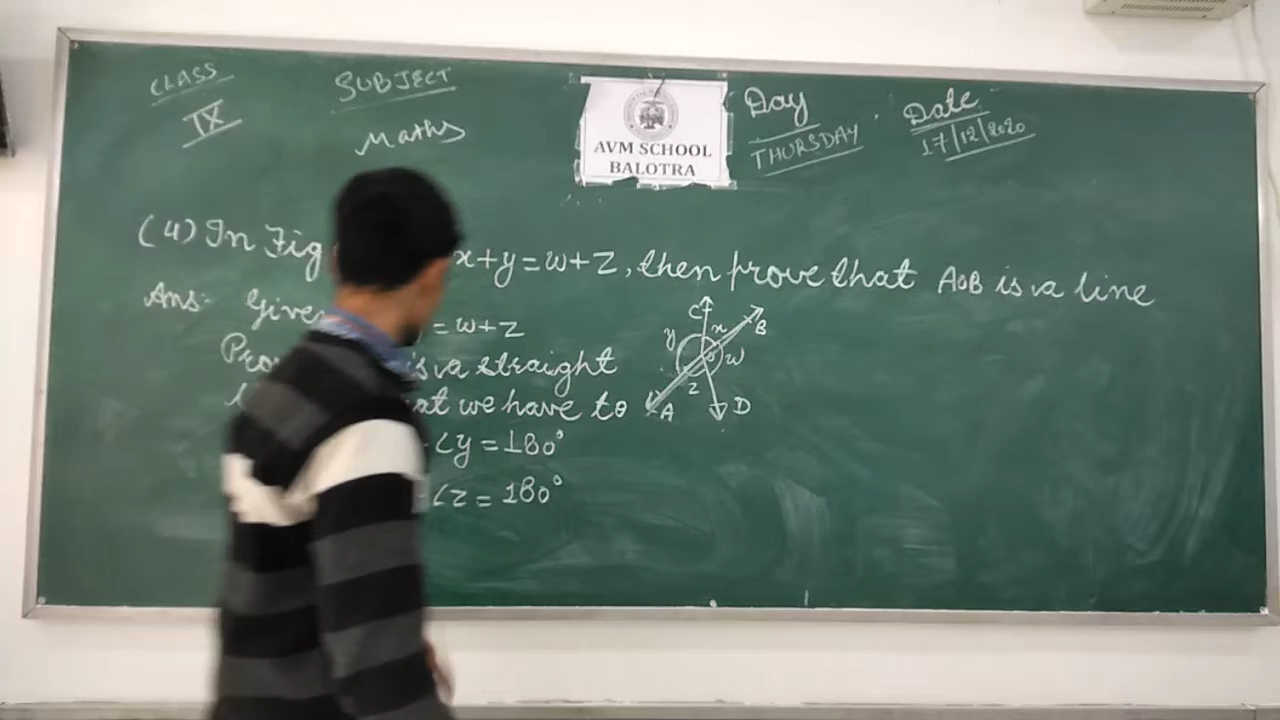 CLASS
IX
SUBJECT
Maths
AVM SCHOOL
BALOTRA
Day
THURSDAY
Date
17/12/2020
(4) In Fig x+y=w+z, then prove that AOB is a line
Ans:- Given = w+z
is a straight
we have to
∠y = 180°
∠z = 180°
C
B
y
x
O
w
z
A
D